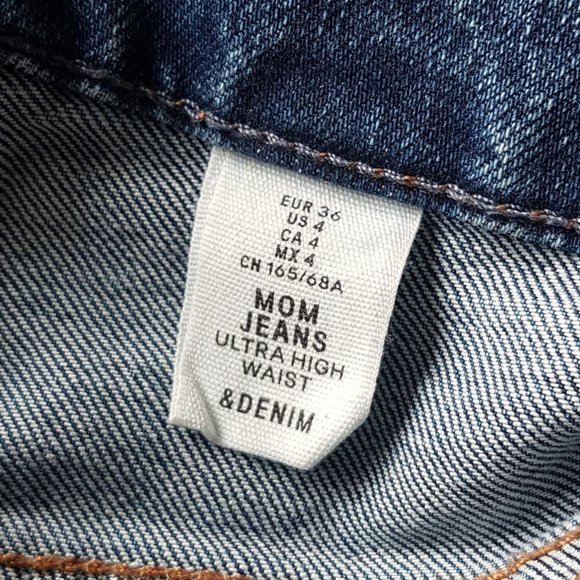 EUR 36
US 4
CA 4
MX 4
CN 165/68A
MOM
JEANS
ULTRA HIGH
WAIST
&DENIM